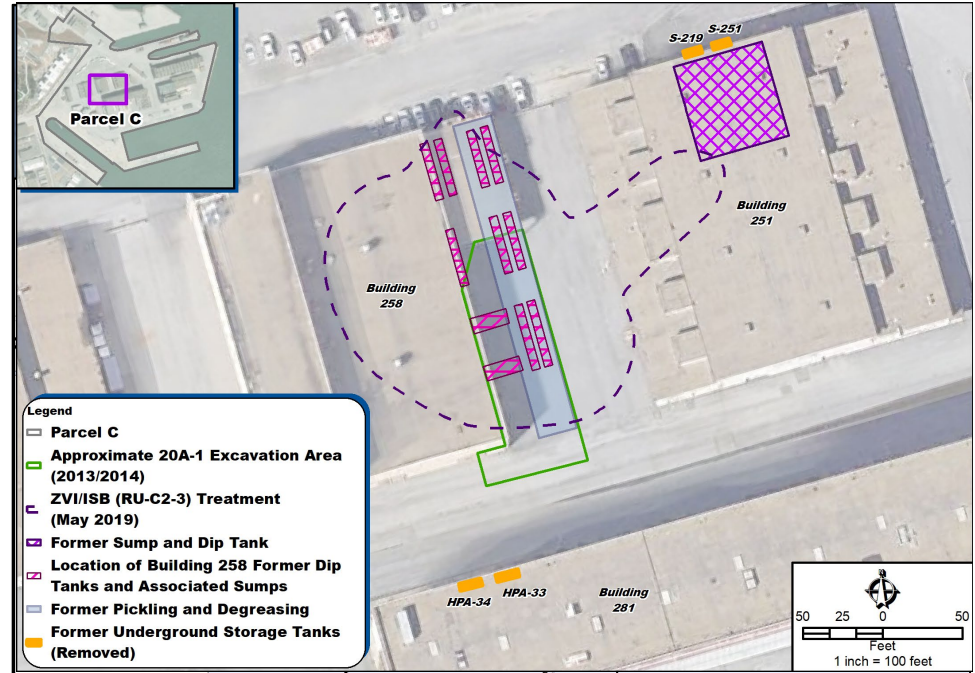 S-219
S-251
Parcel C
Building
251
Building
258
Legend
Parcel C
Approximate 20A-1 Excavation Area
(2013/2014)
ZVI/ISB (RU-C2-3) Treatment
(May 2019)
Former Sump and Dip Tank
Location of Building 258 Former Dip
Tanks and Associated Sumps
Former Pickling and Degreasing
Former Underground Storage Tanks
(Removed)
HPA-34
HPA-33
Building
281
50 25 0 50
Feet
1 inch = 100 feet